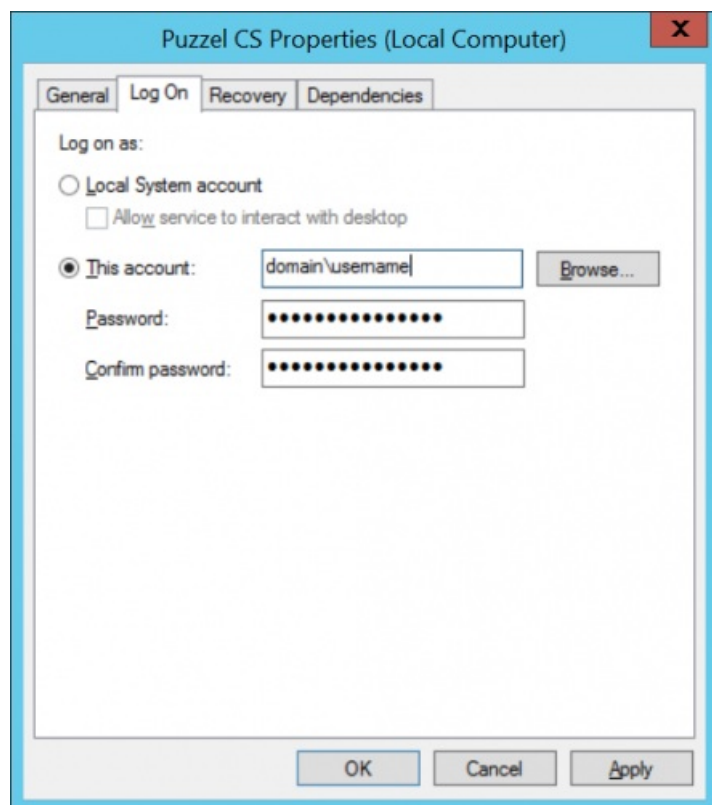 Puzzel CS Properties (Local Computer)
X
General Log On Recovery Dependencies
Log on as:
Local System account
Allow service to interact with desktop
This account: domain\username Browse...
Password: •••••••••••••••
Confirm password: •••••••••••••••
OK Cancel Apply